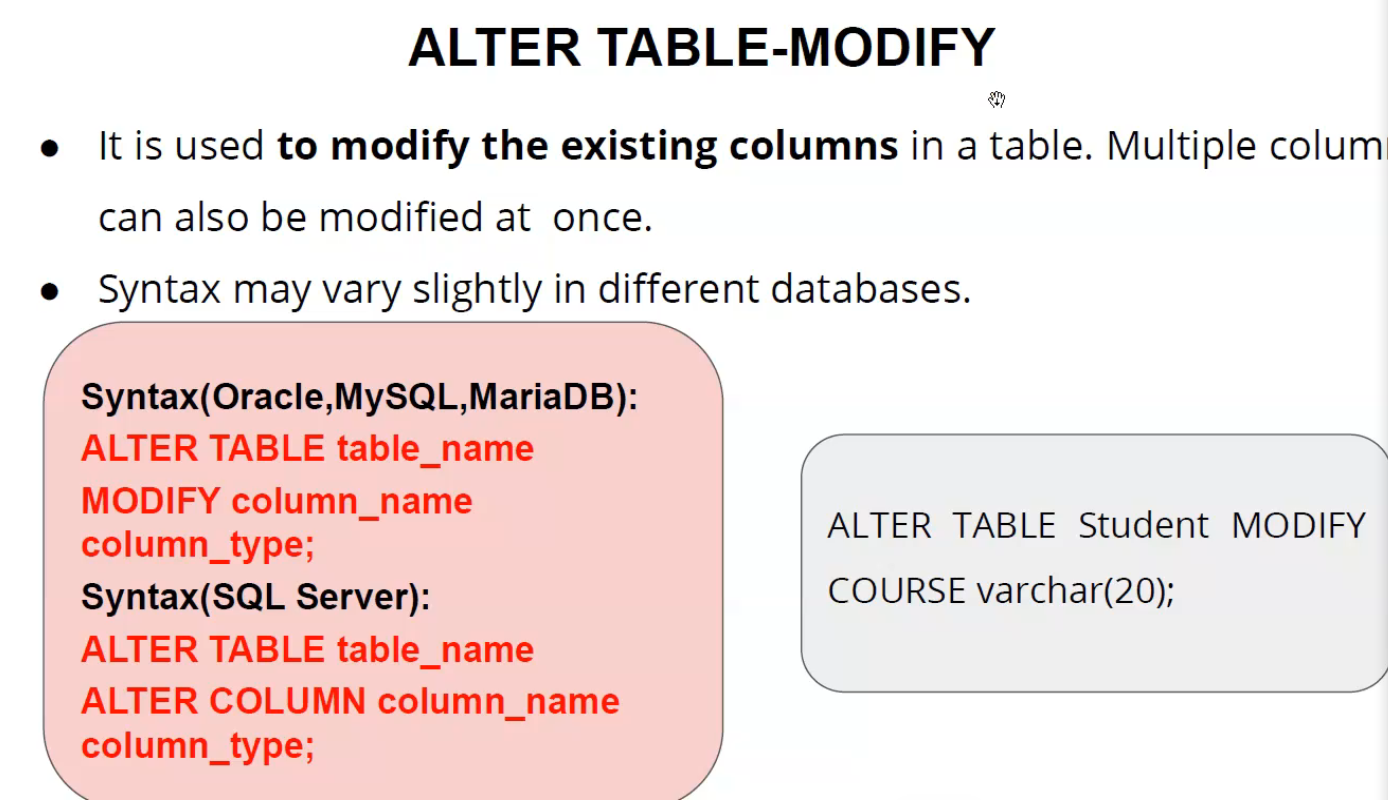 ALTER TABLE-MODIFY
● It is used to modify the existing columns in a table. Multiple
can also be modified at once.
● Syntax may vary slightly in different databases.
Syntax(Oracle,MySQL,MariaDB):
ALTER TABLE table_name
MODIFY column_name
column_type;
Syntax(SQL Server):
ALTER TABLE table_name
ALTER COLUMN column_name
column_type;
ALTER TABLE Student MODIFY
COURSE varchar(20);